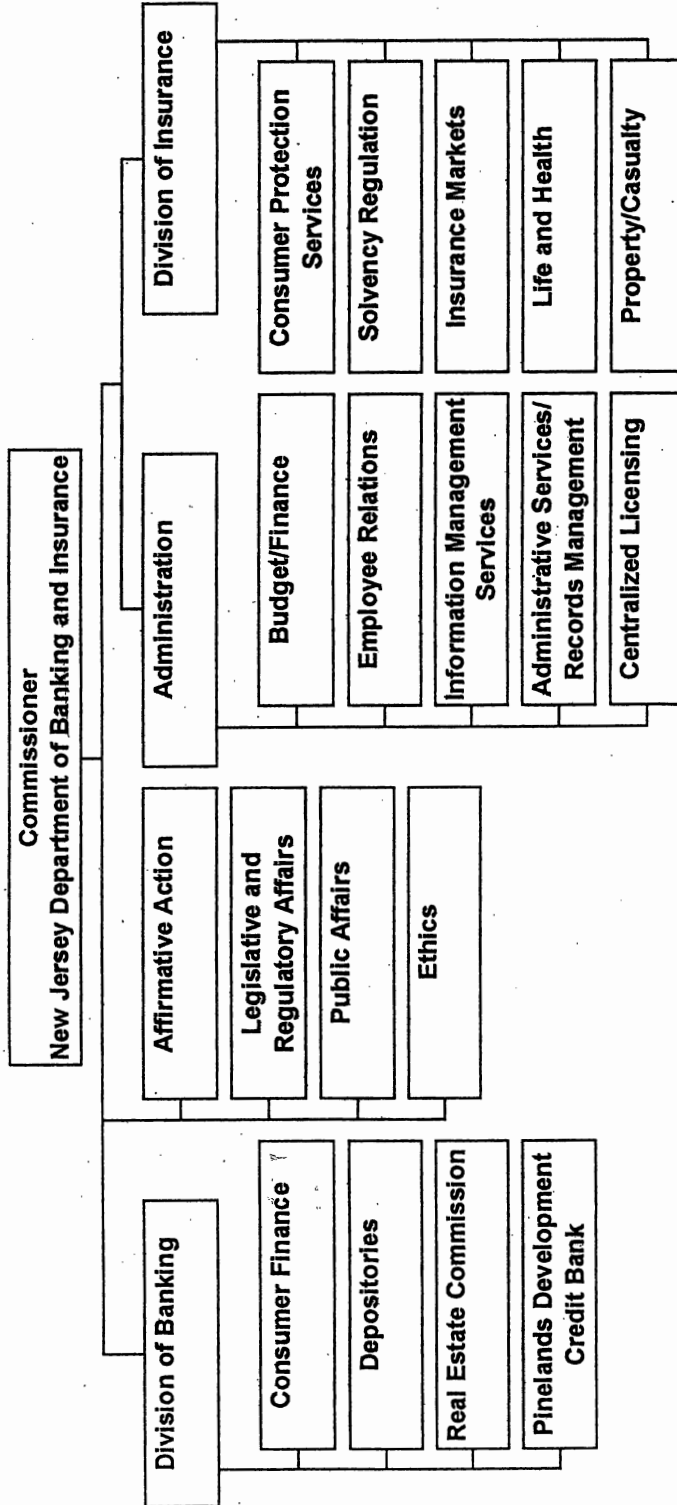 Commissioner
New Jersey Department of Banking and Insurance
Division of Banking
Consumer Finance
Depositories
Real Estate Commission
Pinelands Development
Credit Bank
Affirmative Action
Legislative and
Regulatory Affairs
Public Affairs
Ethics
Administration
Budget/Finance
Employee Relations
Information Management
Services
Administrative Services/
Records Management
Centralized Licensing
Division of Insurance
Consumer Protection
Services
Solvency Regulation
Insurance Markets
Life and Health
Property/Casualty